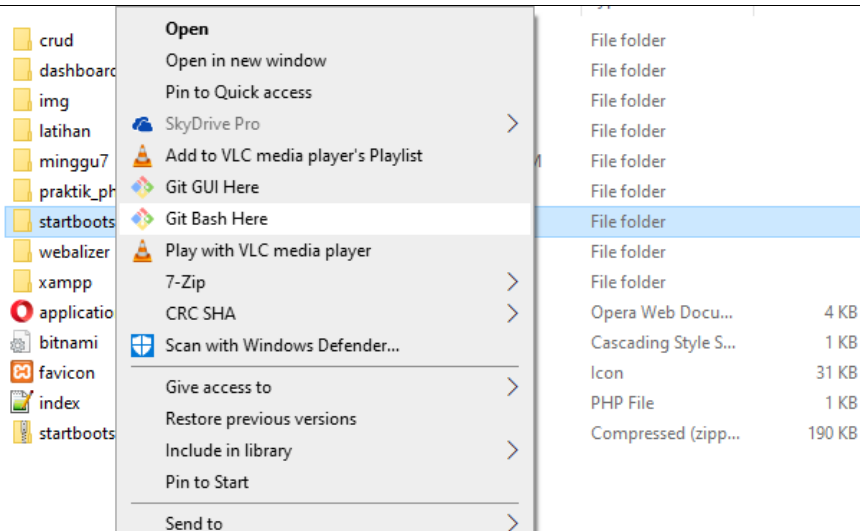 crud File folder
dashboard File folder
img File folder
latihan File folder
minggu7 M File folder
praktik_ph File folder
startboots File folder
webalizer File folder
xampp File folder
applicatio Opera Web Docu... 4 KB
bitnami Cascading Style S... 1 KB
favicon Icon 31 KB
index PHP File 1 KB
startboots Compressed (zipp... 190 KB
Open
Open in new window
Pin to Quick access
SkyDrive Pro
Add to VLC media player's Playlist
Git GUI Here
Git Bash Here
Play with VLC media player
7-Zip
CRC SHA
Scan with Windows Defender...
Give access to
Restore previous versions
Include in library
Pin to Start
Send to